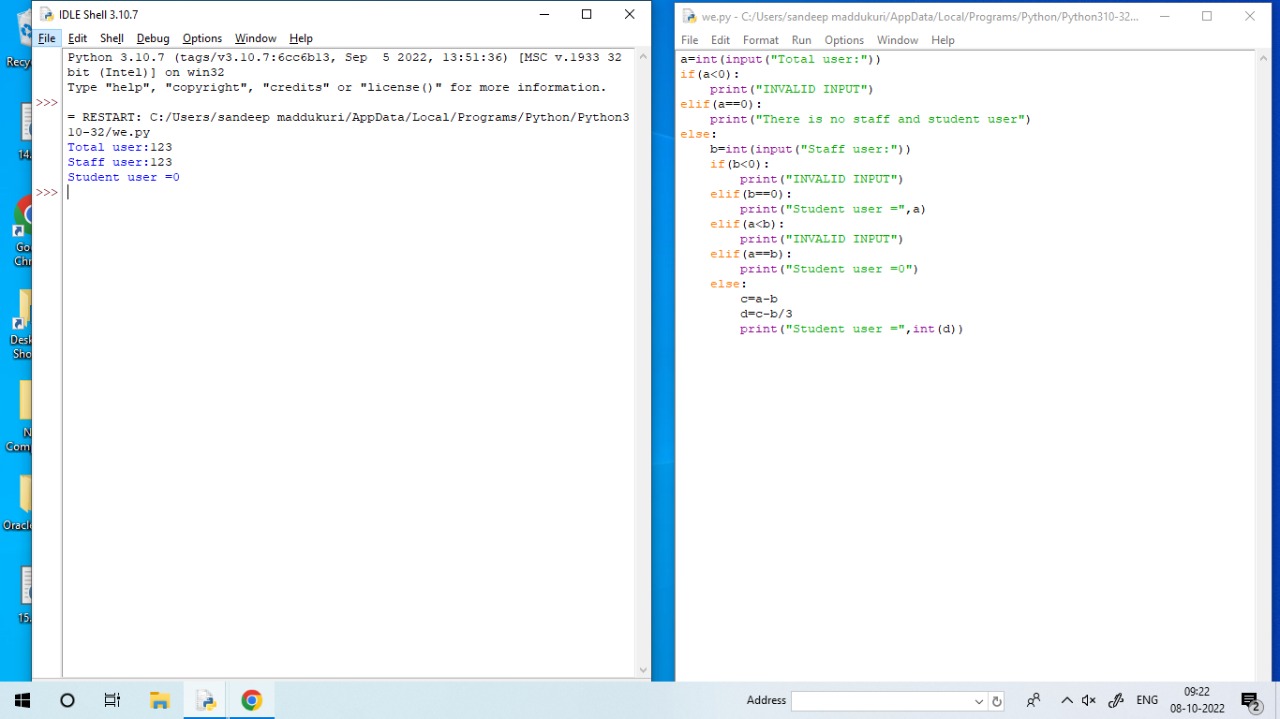 Recy
14.
Go
Chr
Desk
Sho
N
Comp
Oracle
15.
IDLE Shell 3.10.7
File Edit Shell Debug Options Window Help
Python 3.10.7 (tags/v3.10.7:6cc6b13, Sep  5 2022, 13:51:36) [MSC v.1933 32
bit (Intel)] on win32
Type "help", "copyright", "credits" or "license()" for more information.
>>>
= RESTART: C:/Users/sandeep maddukuri/AppData/Local/Programs/Python/Python3
10-32/we.py
Total user:123
Staff user:123
Student user =0
>>>
we.py - C:/Users/sandeep maddukuri/AppData/Local/Programs/Python/Python310-32...
File Edit Format Run Options Window Help
a=int(input("Total user:"))
if(a<0):
    print("INVALID INPUT")
elif(a==0):
    print("There is no staff and student user")
else:
    b=int(input("Staff user:"))
    if(b<0):
        print("INVALID INPUT")
    elif(b==0):
        print("Student user =",a)
    elif(a<b):
        print("INVALID INPUT")
    elif(a==b):
        print("Student user =0")
    else:
        c=a-b
        d=c-b/3
        print("Student user =",int(d))
Address
ENG
09:22
08-10-2022
2